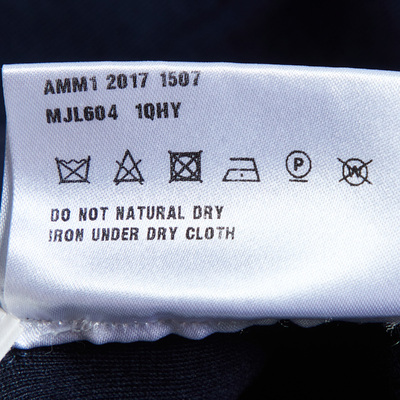 AMM1 2017 1507
MJL604 1QHY
P W
DO NOT NATURAL DRY
IRON UNDER DRY CLOTH